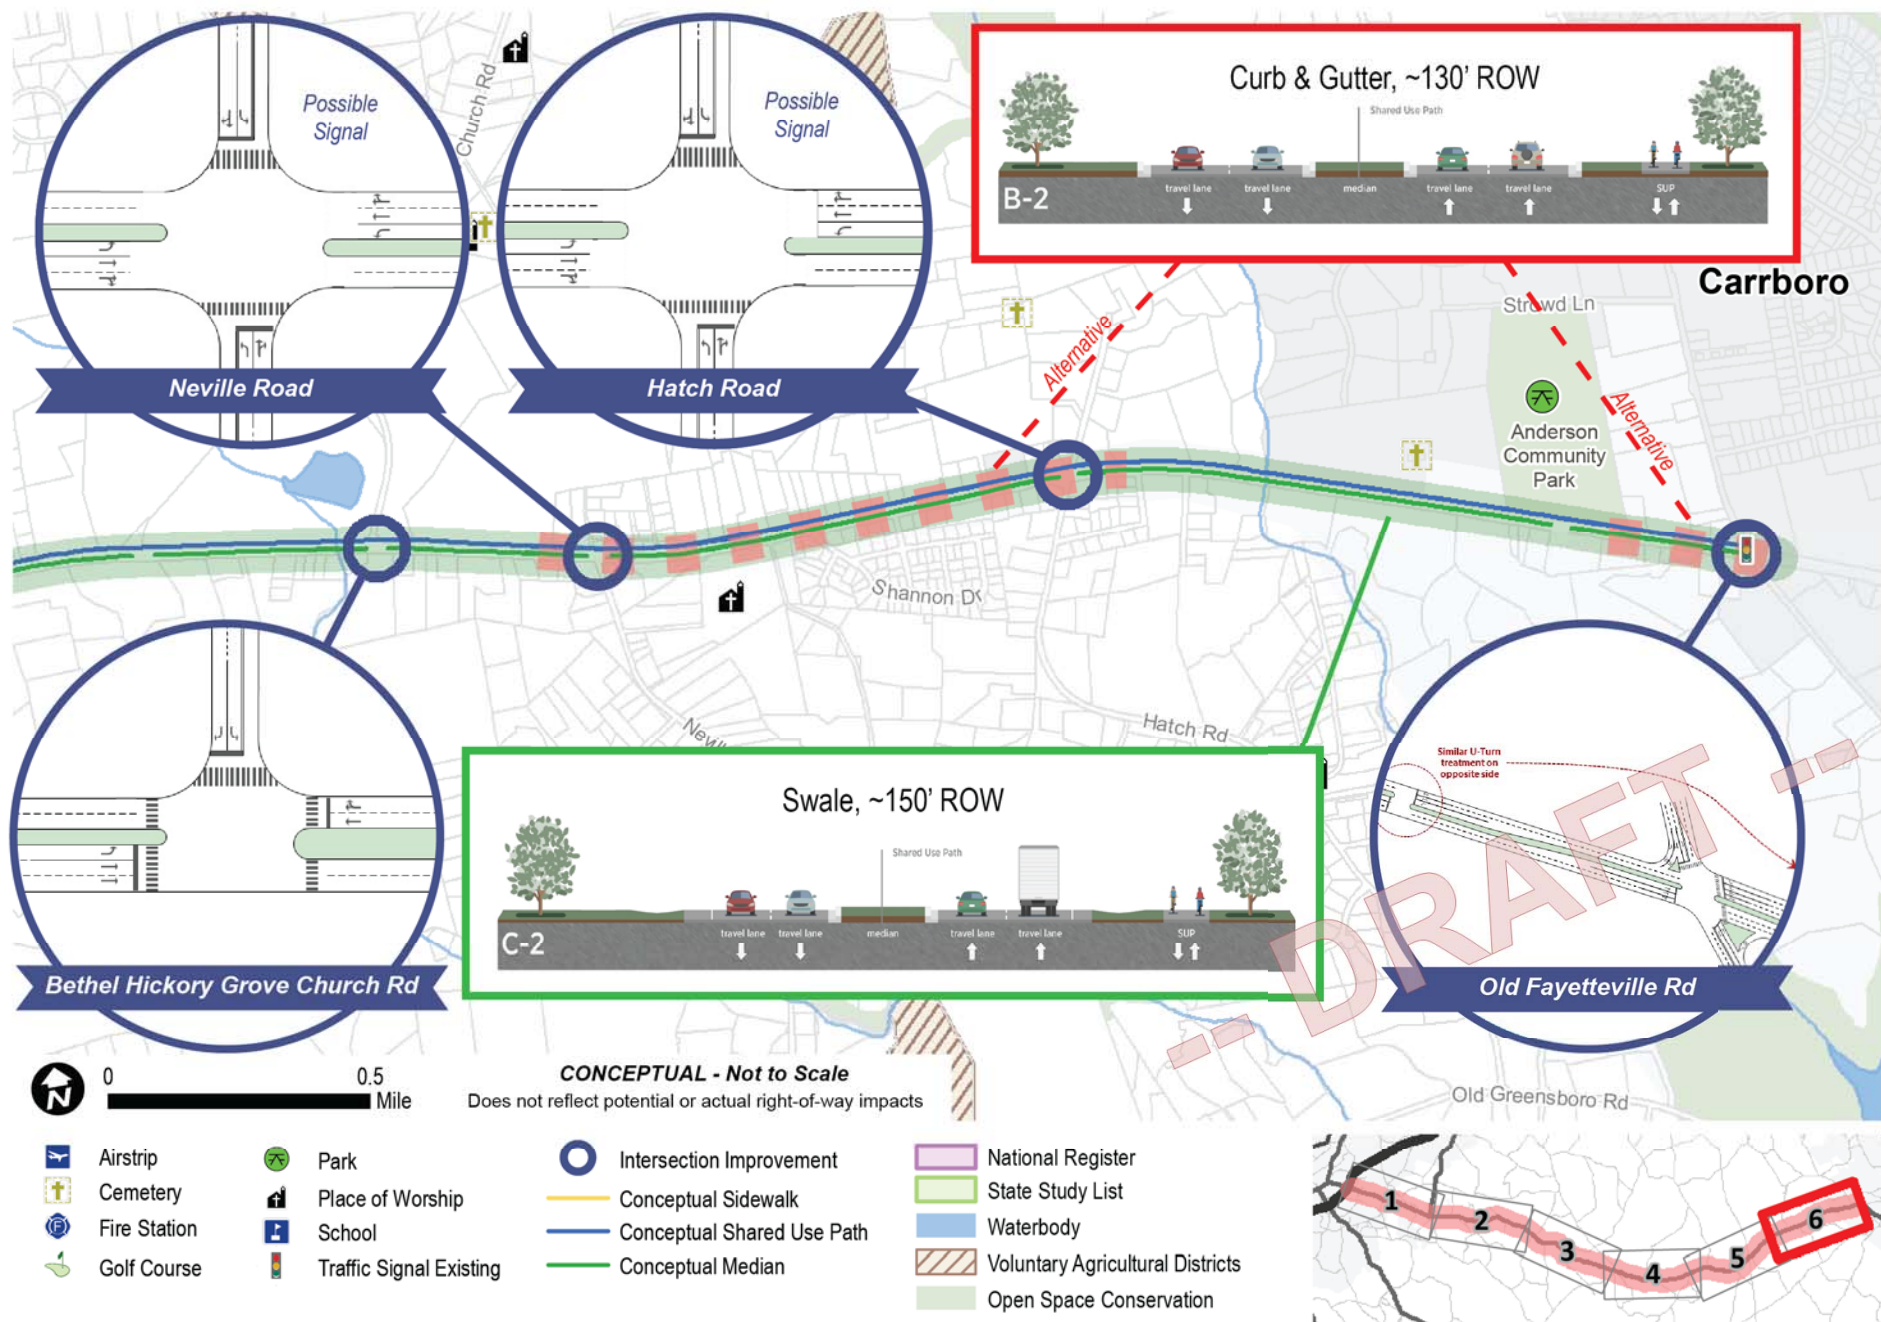 Possible
Signal
Church Rd
Possible
Signal
Neville Road
Hatch Road
Curb & Gutter, ~130' ROW
Shared Use Path
B-2
travel lane
travel lane
median
travel lane
travel lane
SUP
Carrboro
Strowd Ln
Alternative
Alternative
Anderson
Community
Park
Shannon Dr
Hatch Rd
Swale, ~150' ROW
Shared Use Path
C-2
travel lane
travel lane
median
travel lane
travel lane
SUP
Similar U-Turn
treatment on
opposite side
-- DRAFT --
Bethel Hickory Grove Church Rd
Old Fayetteville Rd
Old Greensboro Rd
N
0
0.5
Mile
CONCEPTUAL - Not to Scale
Does not reflect potential or actual right-of-way impacts
Airstrip
Cemetery
F
Fire Station
Golf Course
Park
Place of Worship
School
Traffic Signal Existing
Intersection Improvement
Conceptual Sidewalk
Conceptual Shared Use Path
Conceptual Median
National Register
State Study List
Waterbody
Voluntary Agricultural Districts
Open Space Conservation
1
2
3
4
5
6